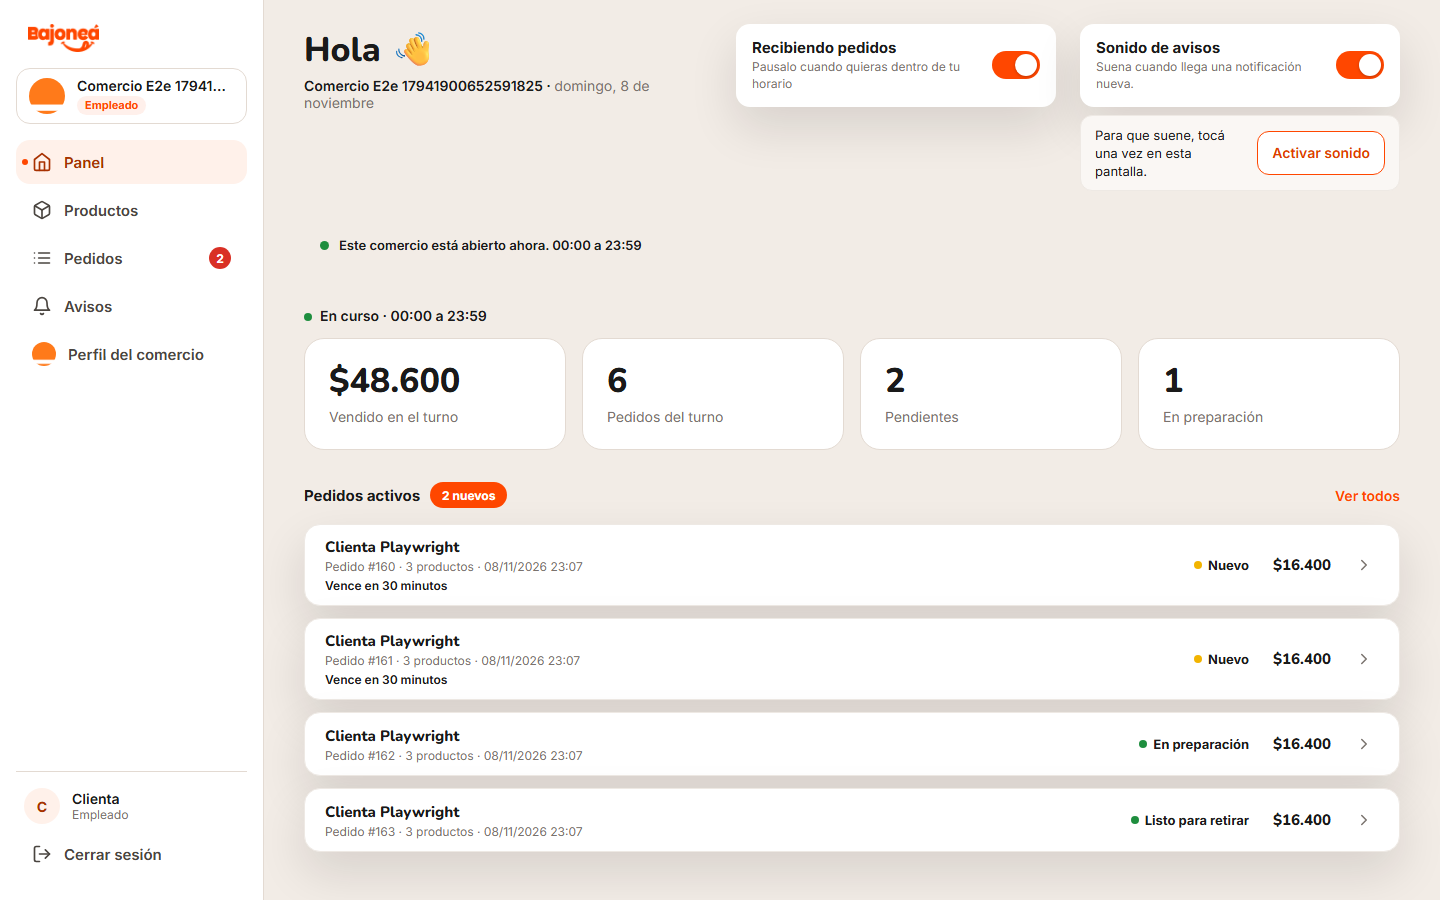 Bajoneá
Comercio E2e 17941...
Empleado
Panel
Productos
Pedidos
2
Avisos
Perfil del comercio
C
Clienta
Empleado
Cerrar sesión
Hola
Comercio E2e 17941900652591825 · domingo, 8 de
noviembre
Recibiendo pedidos
Pausalo cuando quieras dentro de tu
horario
Sonido de avisos
Suena cuando llega una notificación
nueva.
Para que suene, tocá
una vez en esta
pantalla.
Activar sonido
Este comercio está abierto ahora. 00:00 a 23:59
En curso · 00:00 a 23:59
$48.600
Vendido en el turno
6
Pedidos del turno
2
Pendientes
1
En preparación
Pedidos activos
2 nuevos
Ver todos
Clienta Playwright
Pedido #160 · 3 productos · 08/11/2026 23:07
Vence en 30 minutos
Nuevo
$16.400
Clienta Playwright
Pedido #161 · 3 productos · 08/11/2026 23:07
Vence en 30 minutos
Nuevo
$16.400
Clienta Playwright
Pedido #162 · 3 productos · 08/11/2026 23:07
En preparación
$16.400
Clienta Playwright
Pedido #163 · 3 productos · 08/11/2026 23:07
Listo para retirar
$16.400